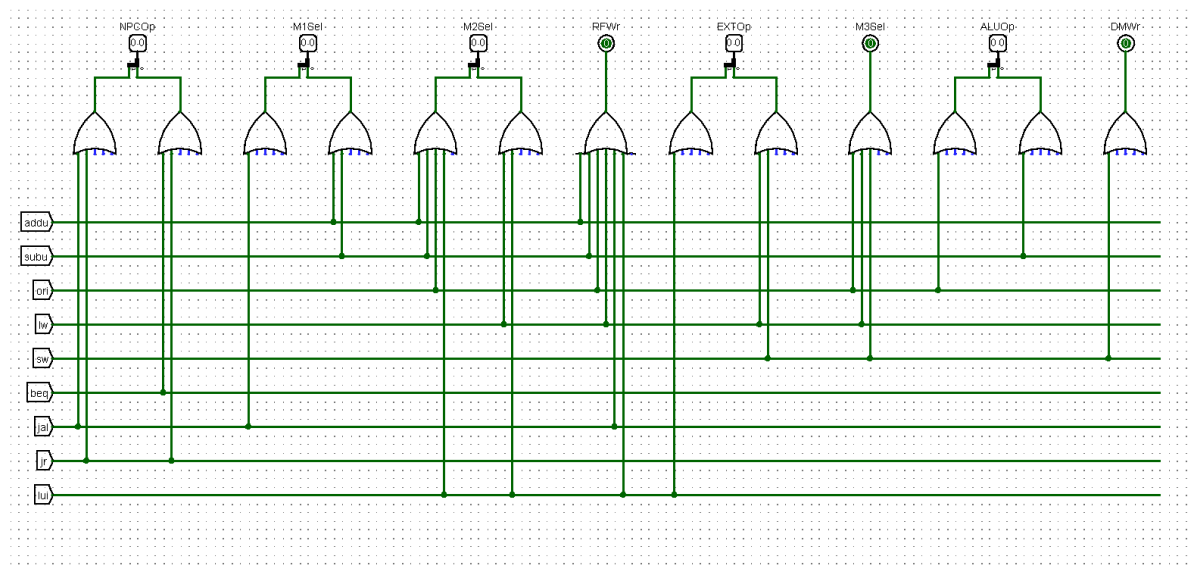 NPCOp M1Sel M2Sel RFWr EXTOp M3Sel ALUOp DMWr
0 0 0 0 0 0 0 0 0 0 0 0 0
addu
subu
ori
lw
sw
beq
jal
jr
lui